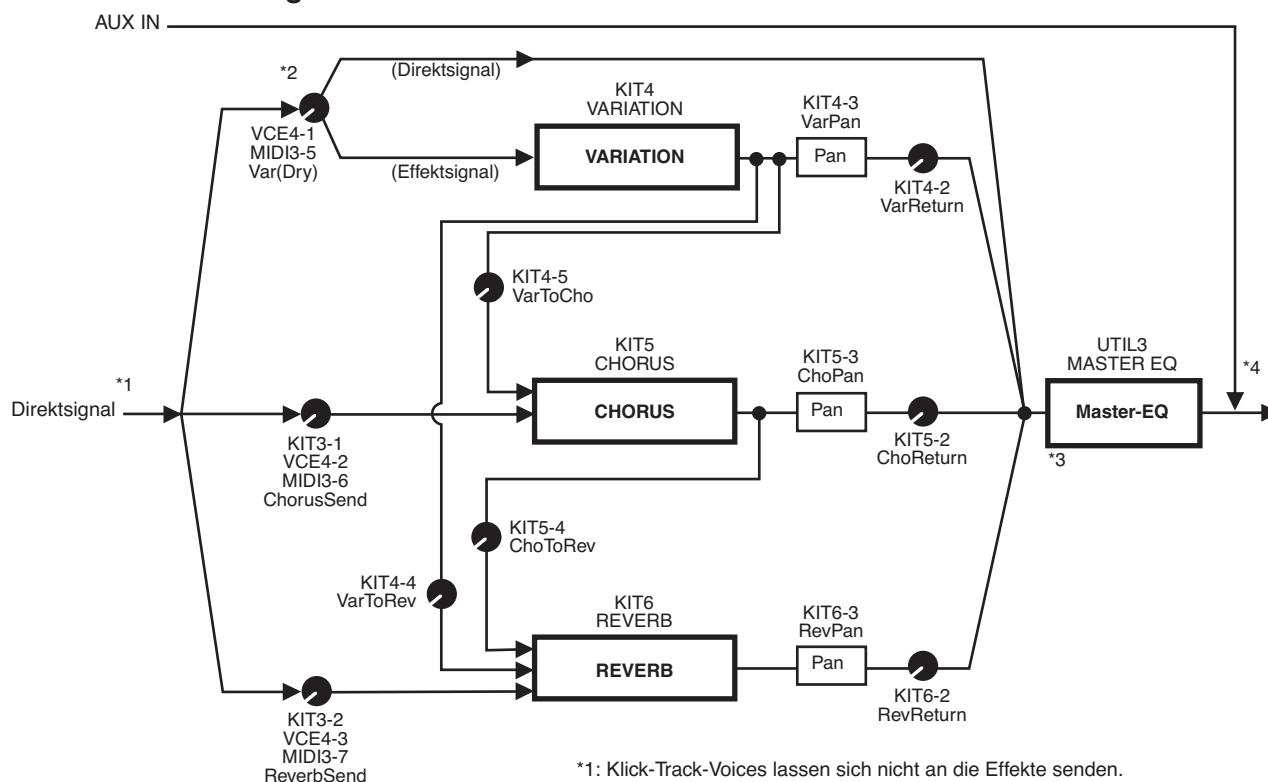 AUX IN
*2
(Direktsignal)
KIT4
VARIATION
KIT4-3
VarPan
VCE4-1
MIDI3-5
Var(Dry)
(Effektsignal)
VARIATION
Pan
KIT4-2
VarReturn
KIT4-5
VarToCho
KIT5
CHORUS
KIT5-3
ChoPan
UTIL3
MASTER EQ
*4
*1
Direktsignal
CHORUS
Pan
Master-EQ
*3
KIT3-1
VCE4-2
MIDI3-6
ChorusSend
KIT5-2
ChoReturn
KIT5-4
ChoToRev
KIT4-4
VarToRev
KIT6
REVERB
KIT6-3
RevPan
REVERB
Pan
KIT6-2
RevReturn
KIT3-2
VCE4-3
MIDI3-7
ReverbSend
*1: Klick-Track-Voices lassen sich nicht an die Effekte senden.